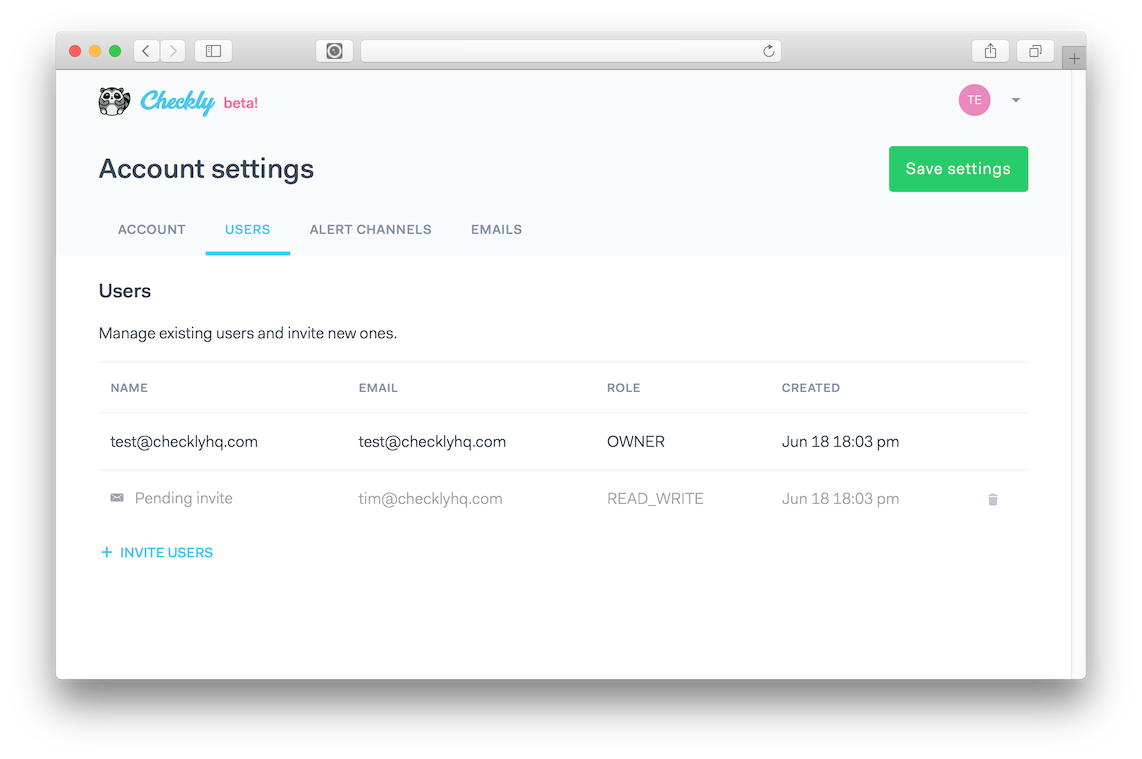 Checkly beta!
TE
Account settings
Save settings
ACCOUNT USERS ALERT CHANNELS EMAILS
Users
Manage existing users and invite new ones.
NAME EMAIL ROLE CREATED
test@checklyhq.com test@checklyhq.com OWNER Jun 18 18:03 pm
Pending invite tim@checklyhq.com READ_WRITE Jun 18 18:03 pm
+ INVITE USERS